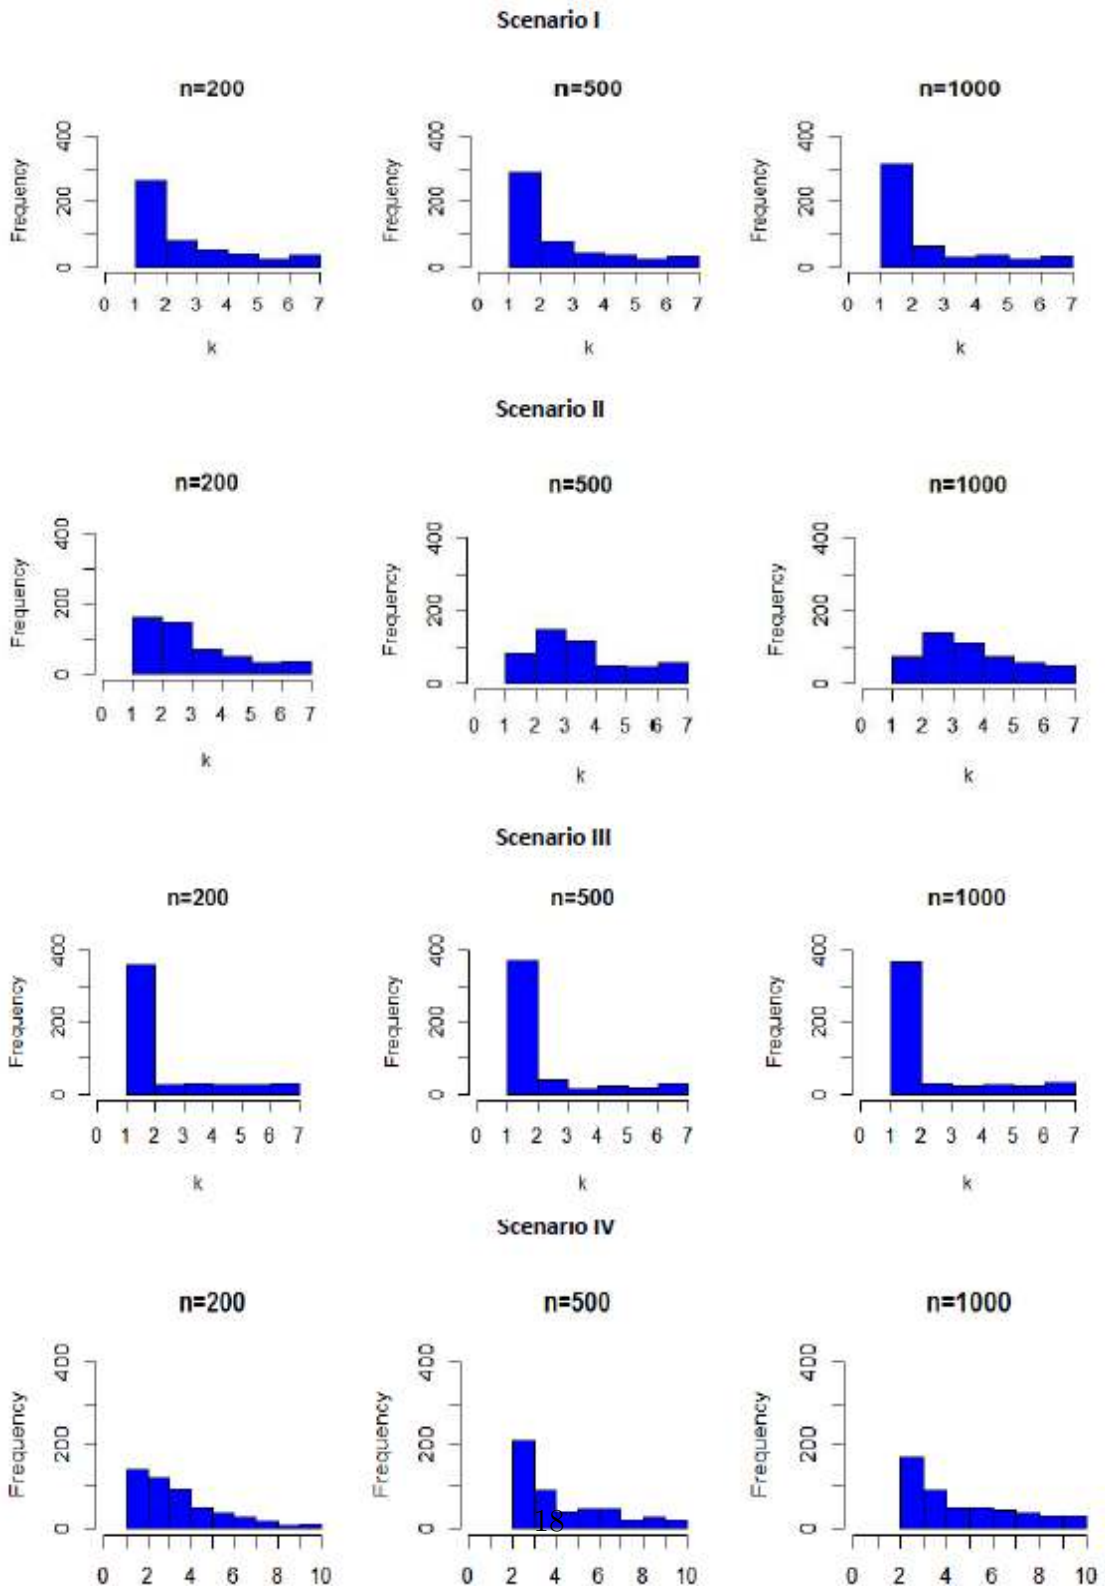 Scenario I
n=200 n=500 n=1000
Frequency 0 200 400 Frequency 0 200 400 Frequency 0 200 400
0 1 2 3 4 5 6 7 0 1 2 3 4 5 6 7 0 1 2 3 4 5 6 7
k k k
Scenario II
n=200 n=500 n=1000
Frequency 0 200 400 Frequency 0 200 400 Frequency 0 200 400
0 1 2 3 4 5 6 7 0 1 2 3 4 5 6 7 0 1 2 3 4 5 6 7
k k k
Scenario III
n=200 n=500 n=1000
Frequency 0 200 400 Frequency 0 200 400 Frequency 0 200 400
0 1 2 3 4 5 6 7 0 1 2 3 4 5 6 7 0 1 2 3 4 5 6 7
k k k
Scenario IV
n=200 n=500 n=1000
Frequency 0 200 400 Frequency 0 200 400 Frequency 0 200 400
18
0 2 4 6 8 10 0 2 4 6 8 10 0 2 4 6 8 10